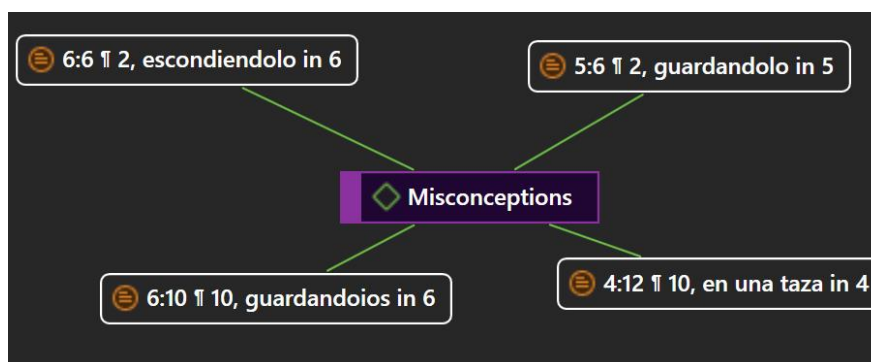 6:6 ¶ 2, escondiendolo in 6
5:6 ¶ 2, guardandolo in 5
Misconceptions
6:10 ¶ 10, guardandoios in 6
4:12 ¶ 10, en una taza in 4